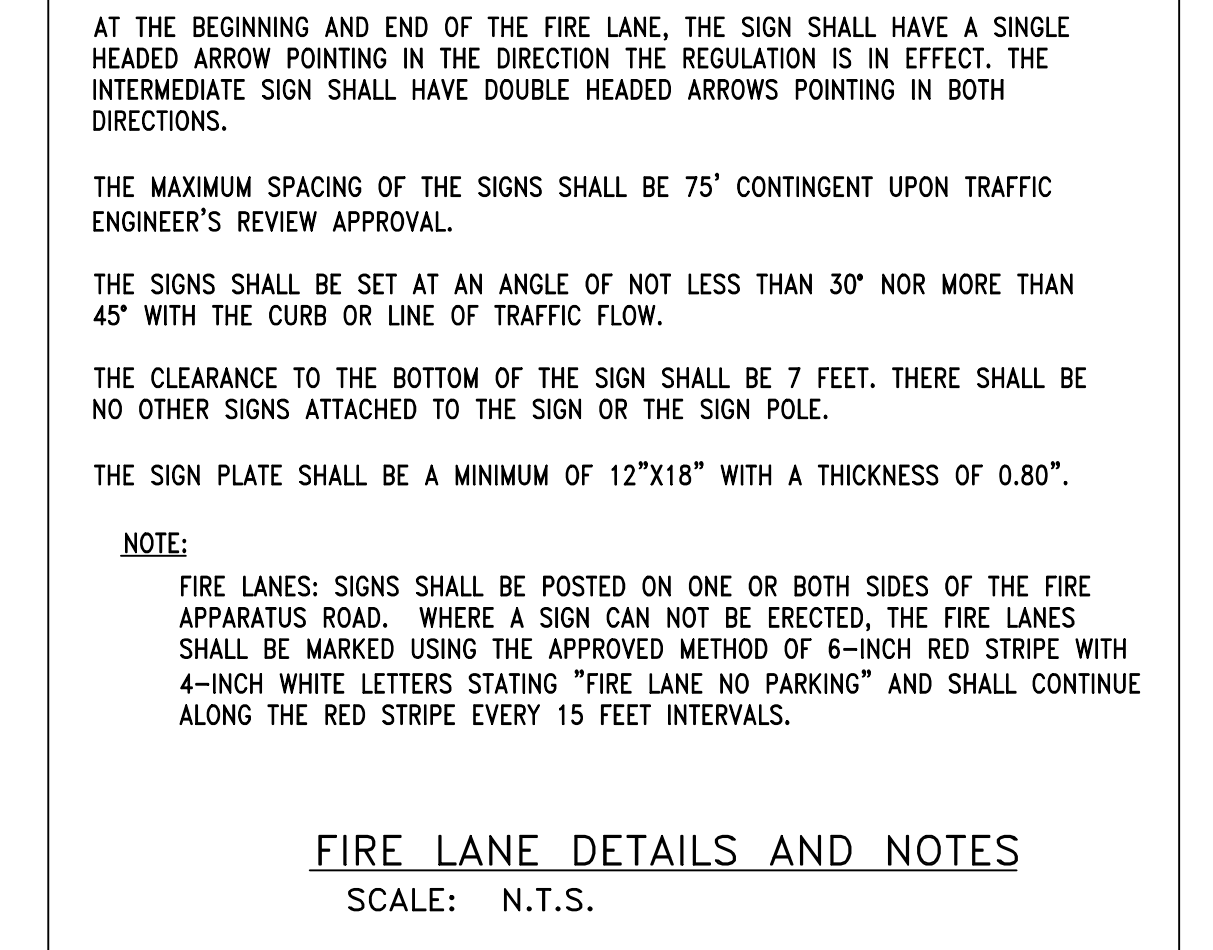 AT THE BEGINNING AND END OF THE FIRE LANE, THE SIGN SHALL HAVE A SINGLE
HEADED ARROW POINTING IN THE DIRECTION THE REGULATION IS IN EFFECT. THE
INTERMEDIATE SIGN SHALL HAVE DOUBLE HEADED ARROWS POINTING IN BOTH
DIRECTIONS.
THE MAXIMUM SPACING OF THE SIGNS SHALL BE 75' CONTINGENT UPON TRAFFIC
ENGINEER'S REVIEW APPROVAL.
THE SIGNS SHALL BE SET AT AN ANGLE OF NOT LESS THAN 30° NOR MORE THAN
45° WITH THE CURB OR LINE OF TRAFFIC FLOW.
THE CLEARANCE TO THE BOTTOM OF THE SIGN SHALL BE 7 FEET. THERE SHALL BE
NO OTHER SIGNS ATTACHED TO THE SIGN OR THE SIGN POLE.
THE SIGN PLATE SHALL BE A MINIMUM OF 12"X18" WITH A THICKNESS OF 0.80".
NOTE:
FIRE LANES: SIGNS SHALL BE POSTED ON ONE OR BOTH SIDES OF THE FIRE
APPARATUS ROAD. WHERE A SIGN CAN NOT BE ERECTED, THE FIRE LANES
SHALL BE MARKED USING THE APPROVED METHOD OF 6-INCH RED STRIPE WITH
4-INCH WHITE LETTERS STATING "FIRE LANE NO PARKING" AND SHALL CONTINUE
ALONG THE RED STRIPE EVERY 15 FEET INTERVALS.
FIRE LANE DETAILS AND NOTES
SCALE: N.T.S.